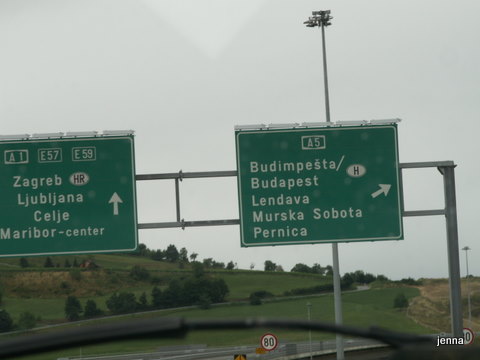 A1 E57 E59
Zagreb HR
Ljubljana
Celje
Maribor-center
A5
Budimpešta/
Budapest H
Lendava
Murska Sobota
Pernica
80
jenna